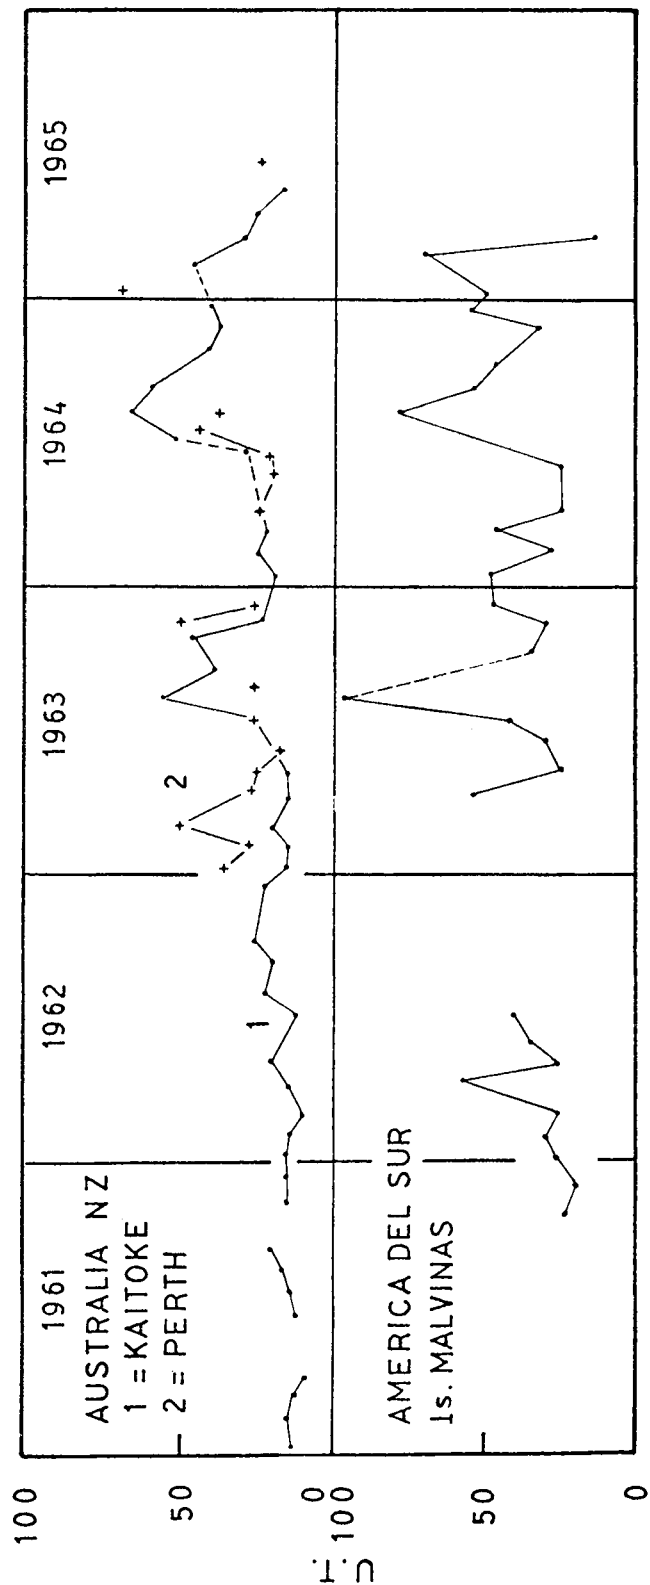 1961
1962
1963
1964
1965
AUSTRALIA NZ
1 = KAITOKE
2 = PERTH
1
2
AMERICA DEL SUR
Is. MALVINAS
100
50
0
100
50
0
U.T.